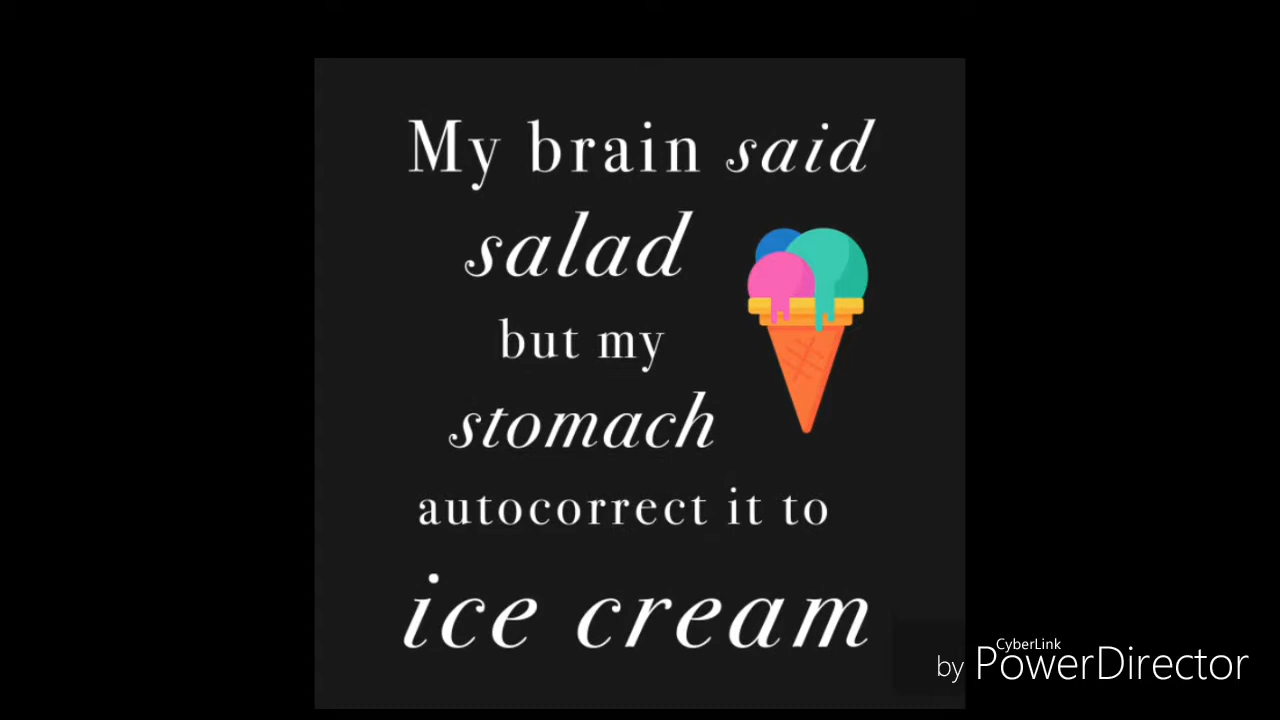 My brain said
salad
but my
stomach
autocorrect it to
ice cream
CyberLink
by PowerDirector